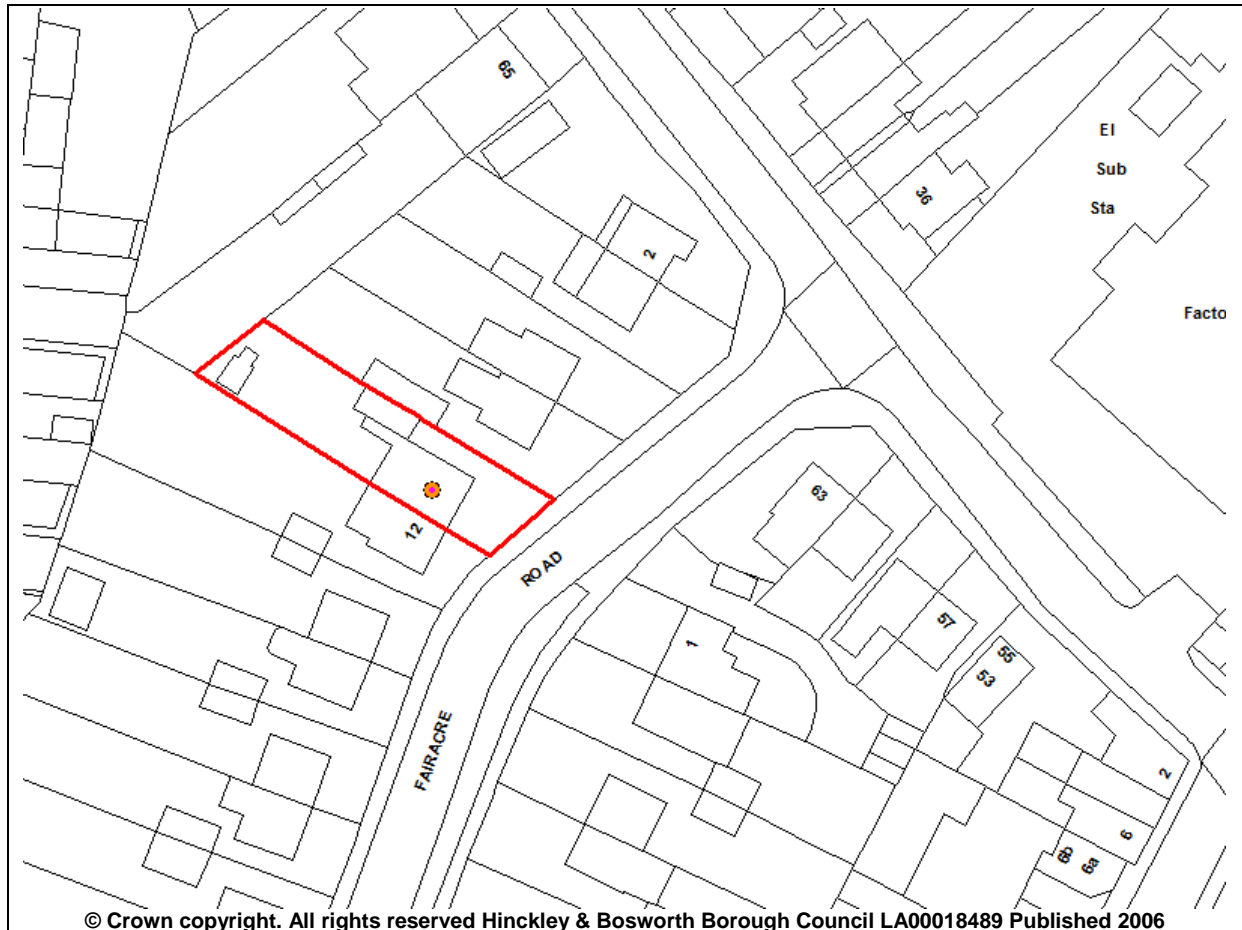 65
El
Sub
Sta
36
2
Facto
12
ROAD
63
57
55
53
1
FAIRACRE
2
6
6b
6a
© Crown copyright. All rights reserved Hinckley & Bosworth Borough Council LA00018489 Published 2006